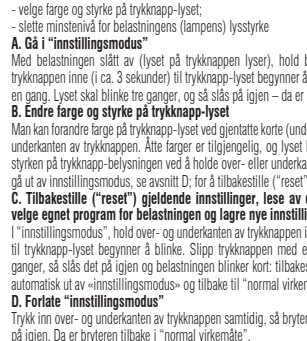 - velge farge og styrke på trykknapp-lyset;
- slette minstenivå for belastningens (lampens) lysstyrke
A. Gå i “innstillingsmodus”
Med belastningen slått av (lyset på trykknappen lyser), hold
trykknappen inne (i ca. 3 sekunder) til trykknapp-lyset begynner å
en gang. Lyset skal blinke tre ganger, og så slås på igjen – da er
B. Endre farge og styrke på trykknapp-lyset
Man kan forandre farge på trykknapp-lyset ved gjentatte korte (und
underkanten av trykknappen. Åtte farger er tilgjengelig, og lyset
styrken på trykknapp-belysningen ved å holde over- eller underka
gå ut av innstillingsmodus, se avsnitt D; for å tilbakestille (“reset”
C. Tilbakestille (“reset”) gjeldende innstillinger, lese av
velge egnet program for belastningen og lagre nye innstilli
I “innstillingsmodus”, hold over- og underkanten av trykknappen i
til trykknapp-lyset begynner å blinke. Slipp trykknappen med e
ganger, så slås det på igjen og belastningen blinker kort: tilbakes
automatisk ut av «innstillingsmodus» og tilbake til “normal virker
D. Forlate “innstillingsmodus”
Trykk inn over- og underkanten av trykknappen samtidig, så bryter
på igjen. Da er bryteren tilbake i “normal virkemåte”.